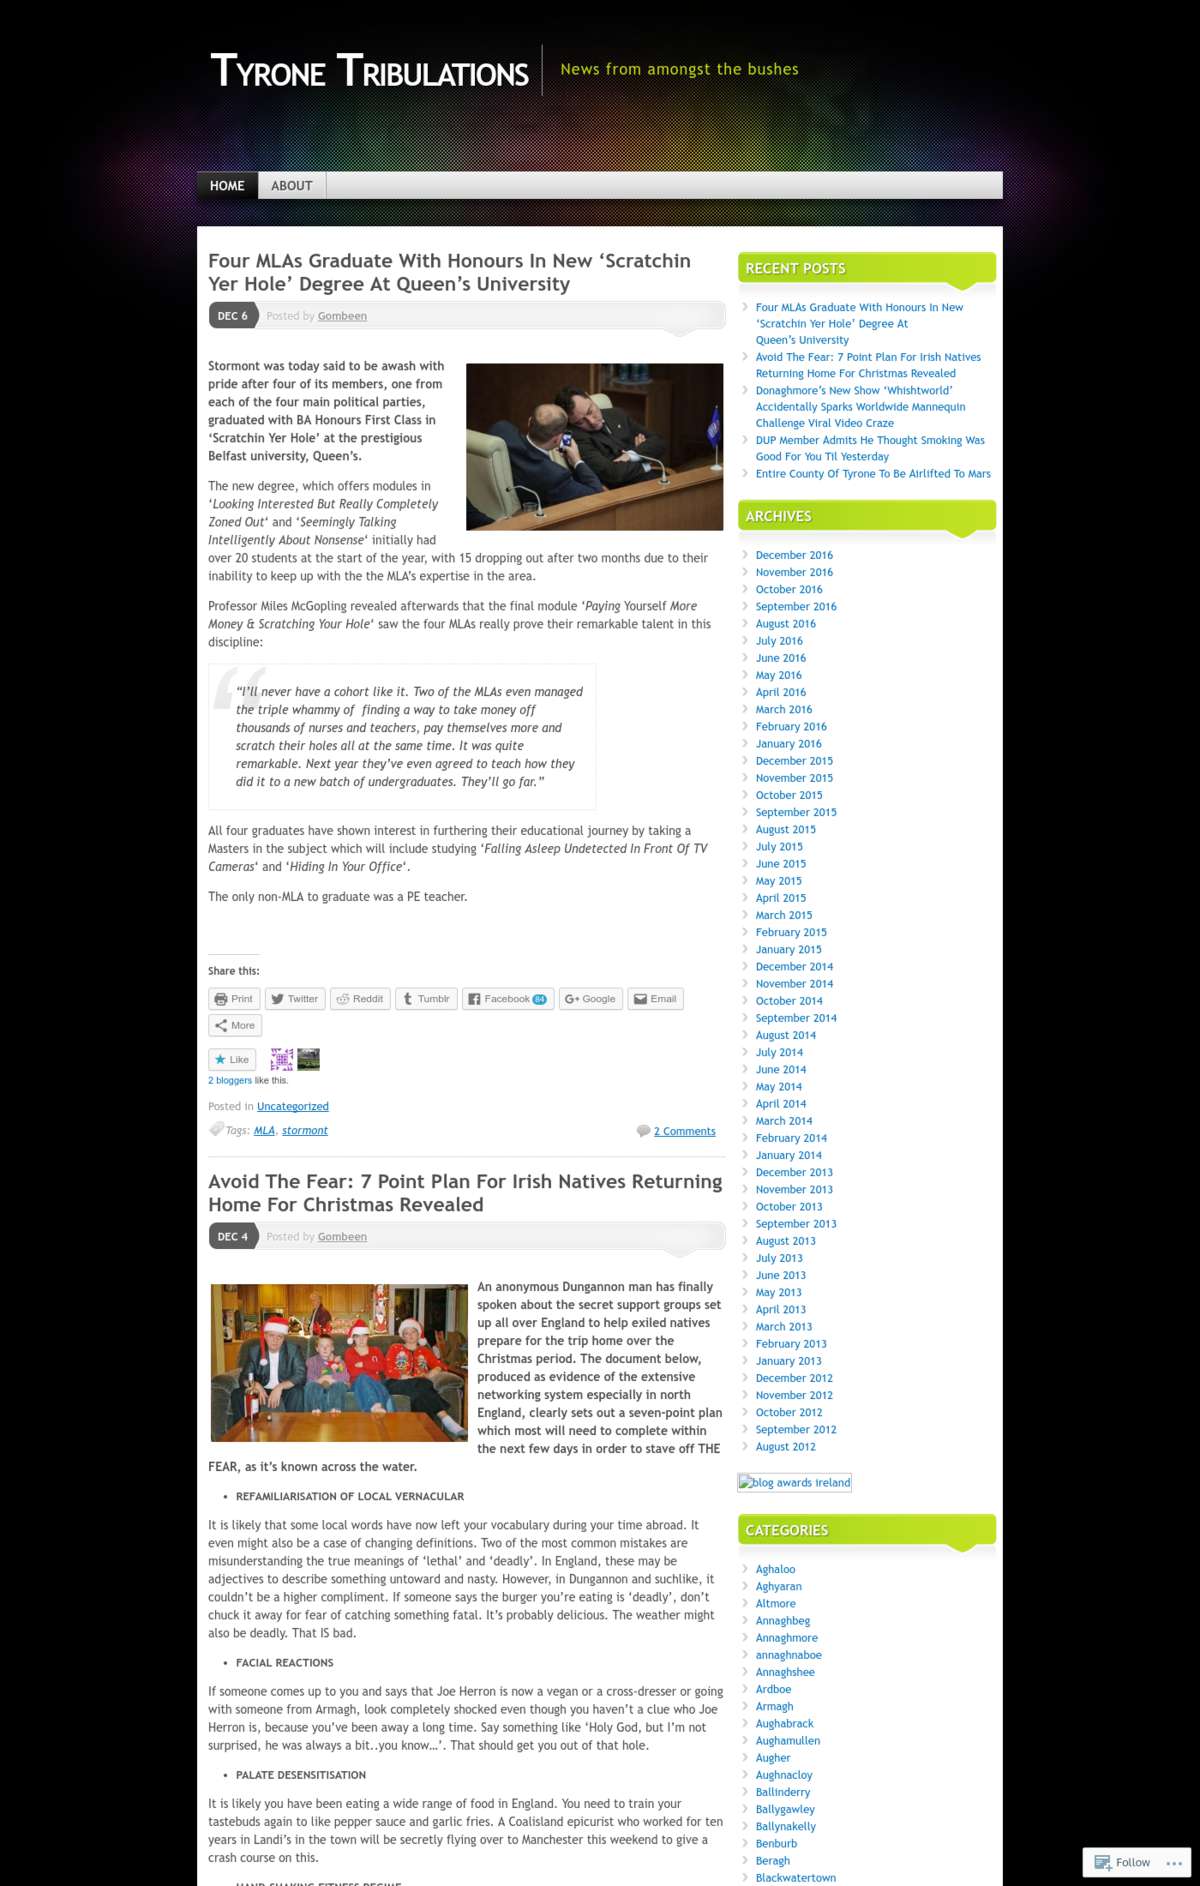 Tyrone Tribulations
News from amongst the bushes
HOME
ABOUT
Four MLAs Graduate With Honours In New ‘Scratchin
Yer Hole’ Degree At Queen’s University
DEC 6
Posted by Gombeen
Stormont was today said to be awash with
pride after four of its members, one from
each of the four main political parties,
graduated with BA Honours First Class in
‘Scratchin Yer Hole’ at the prestigious
Belfast university, Queen’s.
The new degree, which offers modules in
‘Looking Interested But Really Completely
Zoned Out‘ and ‘Seemingly Talking
Intelligently About Nonsense‘ initially had
over 20 students at the start of the year, with 15 dropping out after two months due to their
inability to keep up with the the MLA’s expertise in the area.
Professor Miles McGopling revealed afterwards that the final module ‘Paying Yourself More
Money & Scratching Your Hole‘ saw the four MLAs really prove their remarkable talent in this
discipline:
“I’ll never have a cohort like it. Two of the MLAs even managed
the triple whammy of  finding a way to take money off
thousands of nurses and teachers, pay themselves more and
scratch their holes all at the same time. It was quite
remarkable. Next year they’ve even agreed to teach how they
did it to a new batch of undergraduates. They’ll go far.”
All four graduates have shown interest in furthering their educational journey by taking a
Masters in the subject which will include studying ‘Falling Asleep Undetected In Front Of TV
Cameras‘ and ‘Hiding In Your Office‘.
The only non-MLA to graduate was a PE teacher.
Share this:
Print
Twitter
Reddit
Tumblr
Facebook 84
Google
Email
More
Like
2 bloggers like this.
Posted in Uncategorized
Tags: MLA, stormont
2 Comments
Avoid The Fear: 7 Point Plan For Irish Natives Returning
Home For Christmas Revealed
DEC 4
Posted by Gombeen
An anonymous Dungannon man has finally
spoken about the secret support groups set
up all over England to help exiled natives
prepare for the trip home over the
Christmas period. The document below,
produced as evidence of the extensive
networking system especially in north
England, clearly sets out a seven-point plan
which most will need to complete within
the next few days in order to stave off THE
FEAR, as it’s known across the water.
• REFAMILIARISATION OF LOCAL VERNACULAR
It is likely that some local words have now left your vocabulary during your time abroad. It
even might also be a case of changing definitions. Two of the most common mistakes are
misunderstanding the true meanings of ‘lethal’ and ‘deadly’. In England, these may be
adjectives to describe something untoward and nasty. However, in Dungannon and suchlike, it
couldn’t be a higher compliment. If someone says the burger you’re eating is ‘deadly’, don’t
chuck it away for fear of catching something fatal. It’s probably delicious. The weather might
also be deadly. That IS bad.
• FACIAL REACTIONS
If someone comes up to you and says that Joe Herron is now a vegan or a cross-dresser or going
with someone from Armagh, look completely shocked even though you haven’t a clue who Joe
Herron is, because you’ve been away a long time. Say something like ‘Holy God, but I’m not
surprised, he was always a bit..you know…’. That should get you out of that hole.
• PALATE DESENSITISATION
It is likely you have been eating a wide range of food in England. You need to train your
tastebuds again to like pepper sauce and garlic fries. A Coalisland epicurist who worked for ten
years in Landi’s in the town will be secretly flying over to Manchester this weekend to give a
crash course on this.
• HAND-SHAKING FITNESS REGIME
RECENT POSTS
Four MLAs Graduate With Honours In New
‘Scratchin Yer Hole’ Degree At
Queen’s University
Avoid The Fear: 7 Point Plan For Irish Natives
Returning Home For Christmas Revealed
Donaghmore’s New Show ‘Whishtworld’
Accidentally Sparks Worldwide Mannequin
Challenge Viral Video Craze
DUP Member Admits He Thought Smoking Was
Good For You Til Yesterday
Entire County Of Tyrone To Be Airlifted To Mars
ARCHIVES
December 2016
November 2016
October 2016
September 2016
August 2016
July 2016
June 2016
May 2016
April 2016
March 2016
February 2016
January 2016
December 2015
November 2015
October 2015
September 2015
August 2015
July 2015
June 2015
May 2015
April 2015
March 2015
February 2015
January 2015
December 2014
November 2014
October 2014
September 2014
August 2014
July 2014
June 2014
May 2014
April 2014
March 2014
February 2014
January 2014
December 2013
November 2013
October 2013
September 2013
August 2013
July 2013
June 2013
May 2013
April 2013
March 2013
February 2013
January 2013
December 2012
November 2012
October 2012
September 2012
August 2012
blog awards ireland
CATEGORIES
Aghaloo
Aghyaran
Altmore
Annaghbeg
Annaghmore
annaghnaboe
Annaghshee
Ardboe
Armagh
Aughabrack
Aughamullen
Augher
Aughnacloy
Ballinderry
Ballygawley
Ballynakelly
Benburb
Beragh
Blackwatertown
Follow